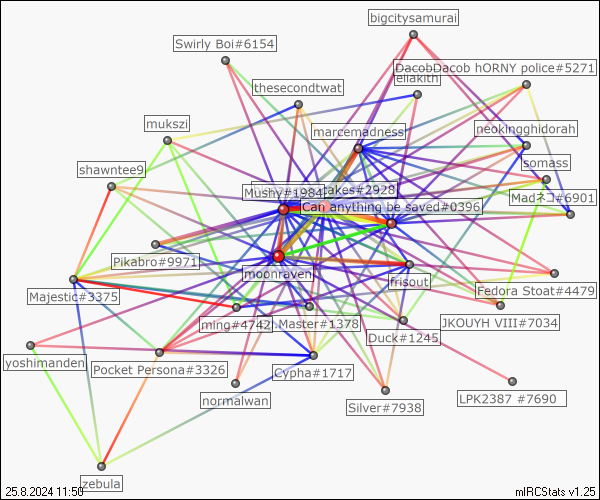 bigcitysamurai
Swirly Boi#6154
DacobDacob hORNY police#5271
eliakith
thesecondtwat
mukszi
marcemadness
neokingghidorah
somass
shawntee9
Mushy#1984
takes#2928
Madネコ#6901
Can anything be saved#0396
Pikabro#9971
moonraven
frisout
Majestic#3375
Fedora Stoat#4479
ming#4742
Master#1378
JKOUYH VIII#7034
Duck#1245
yoshimanden
Pocket Persona#3326
Cypha#1717
normalwan
Silver#7938
LPK2387 #7690
zebula
25.8.2024 11:50
mIRCStats v1.25